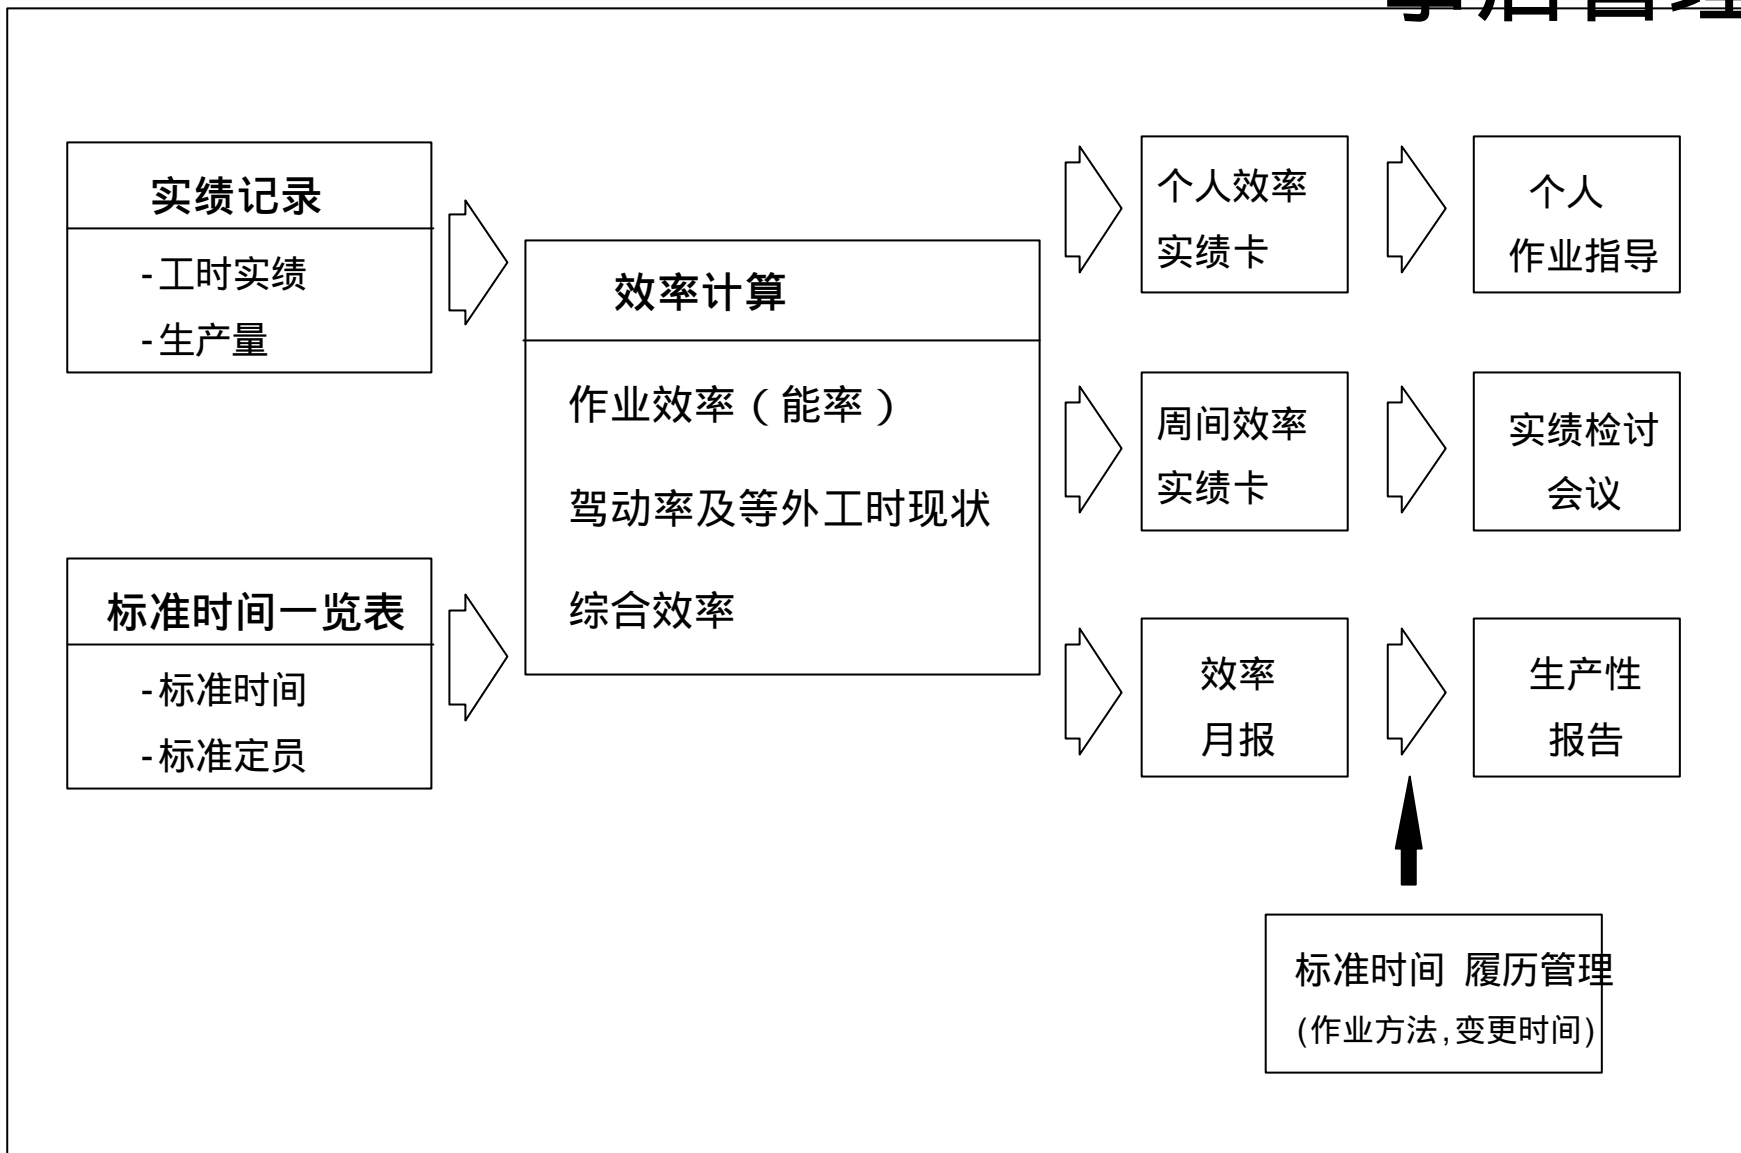 实绩记录
-工时实绩
-生产量
标准时间一览表
-标准时间
-标准定员
效率计算
作业效率（能率）
驾动率及等外工时现状
综合效率
个人效率
实绩卡
个人
作业指导
周间效率
实绩卡
实绩检讨
会议
效率
月报
生产性
报告
标准时间 履历管理
(作业方法,变更时间)